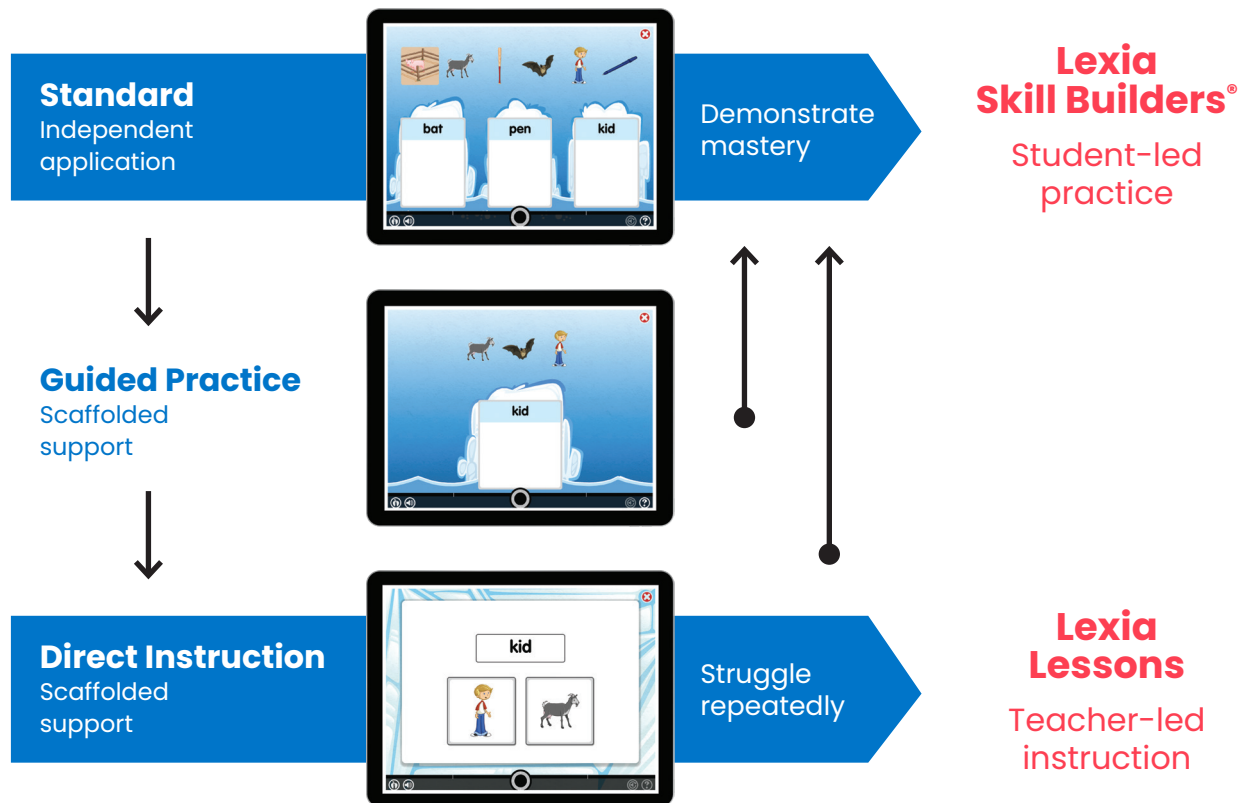 Standard
Independent
application
bat
pen
kid
Demonstrate
mastery
Lexia
Skill Builders®
Student-led
practice
Guided Practice
Scaffolded
support
kid
Direct Instruction
Scaffolded
support
kid
Struggle
repeatedly
Lexia
Lessons
Teacher-led
instruction